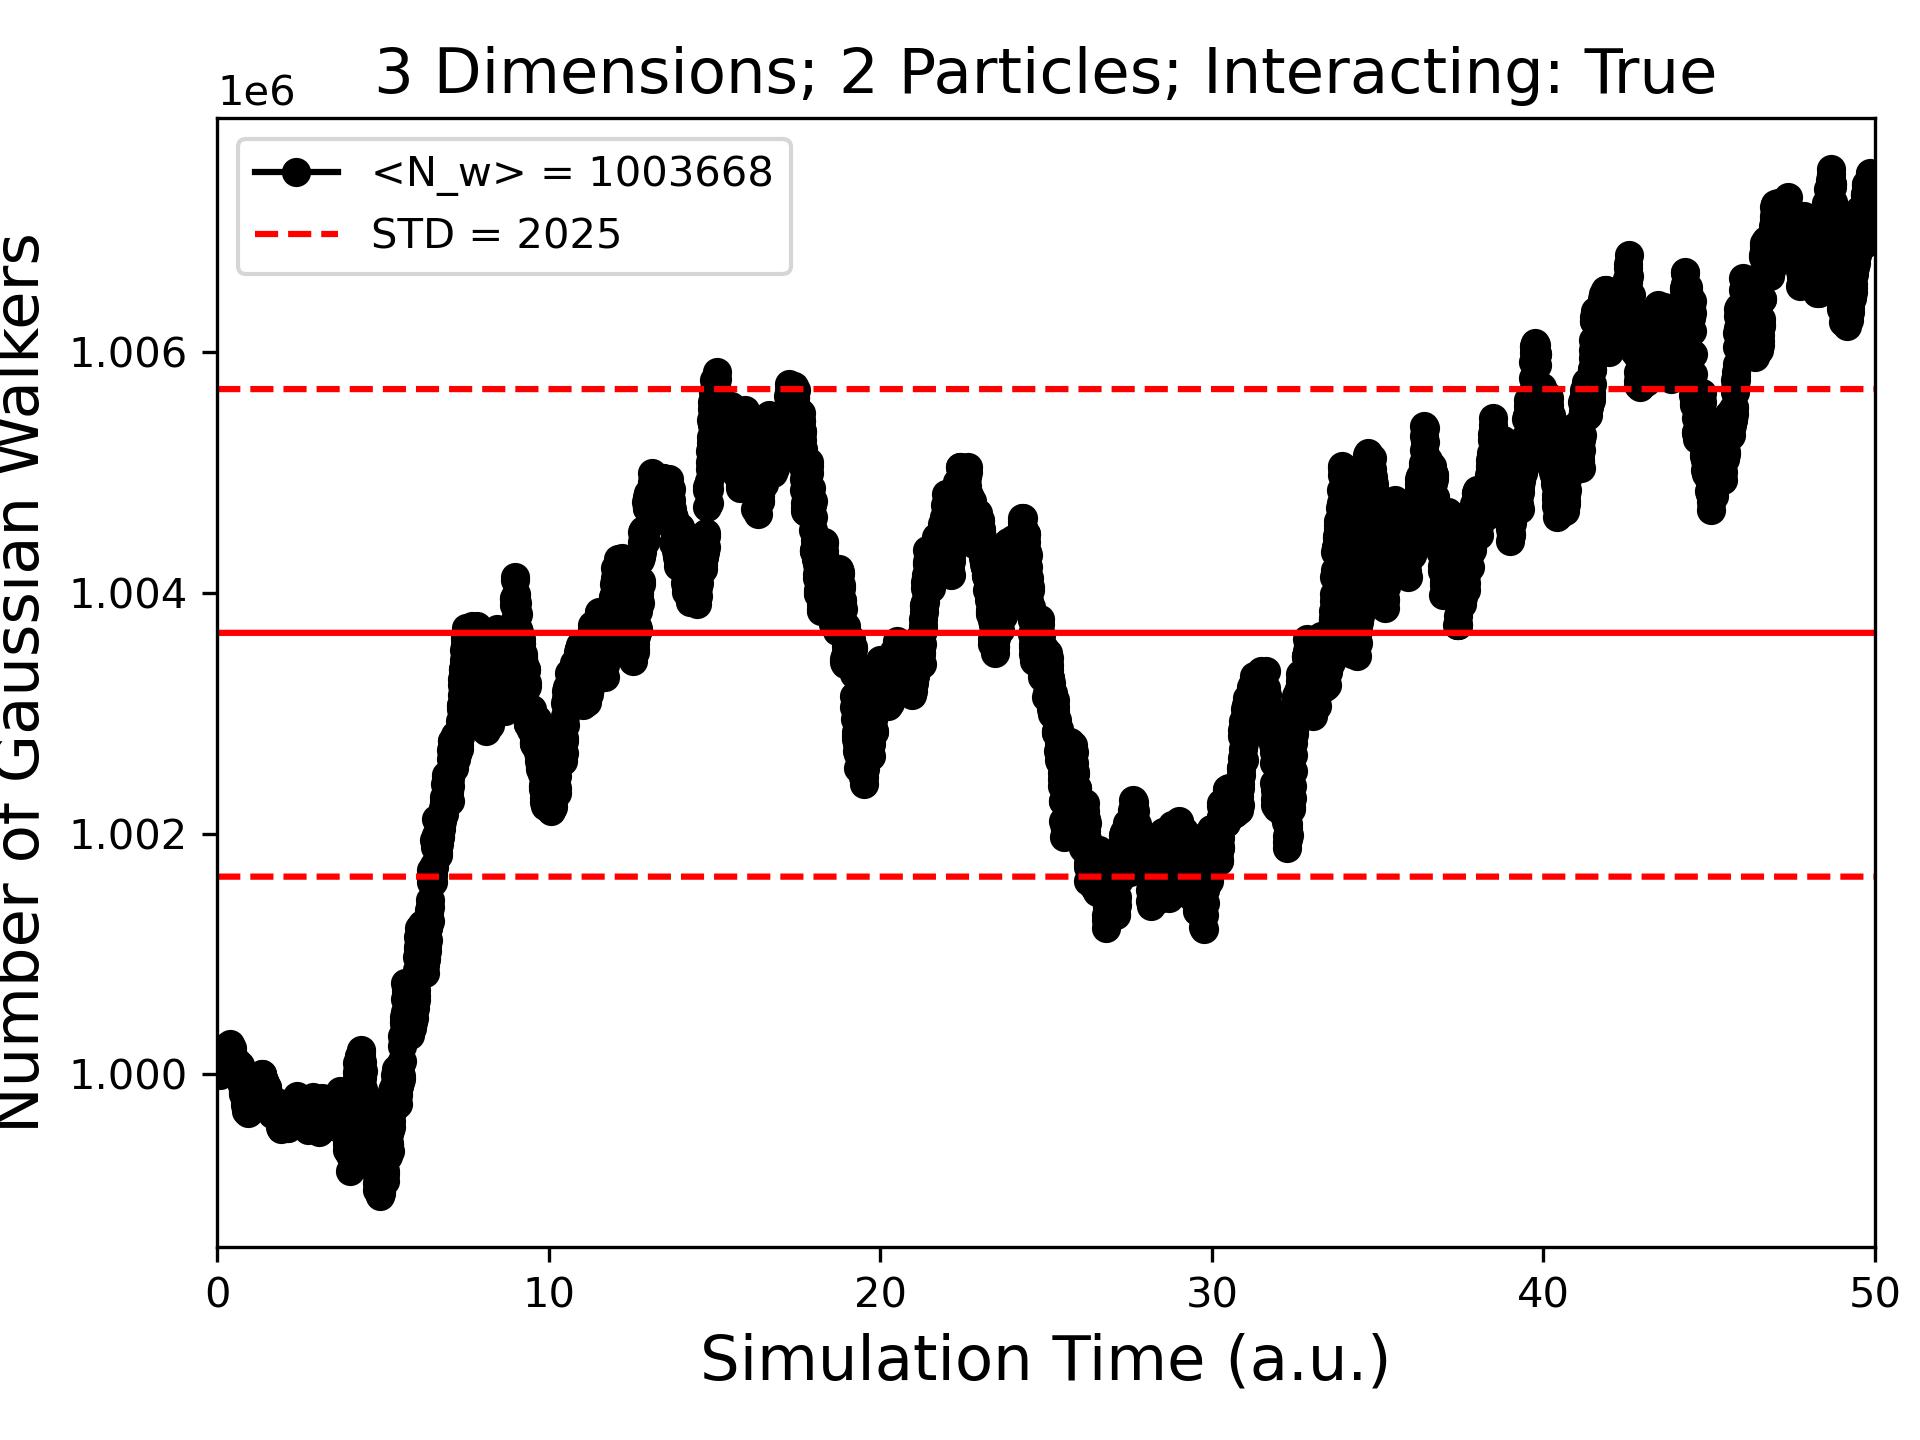 3 Dimensions; 2 Particles; Interacting: True
1e6
<N_w> = 1003668
STD = 2025
Number of Gaussian Walkers
1.006
1.004
1.002
1.000
0 10 20 30 40 50
Simulation Time (a.u.)